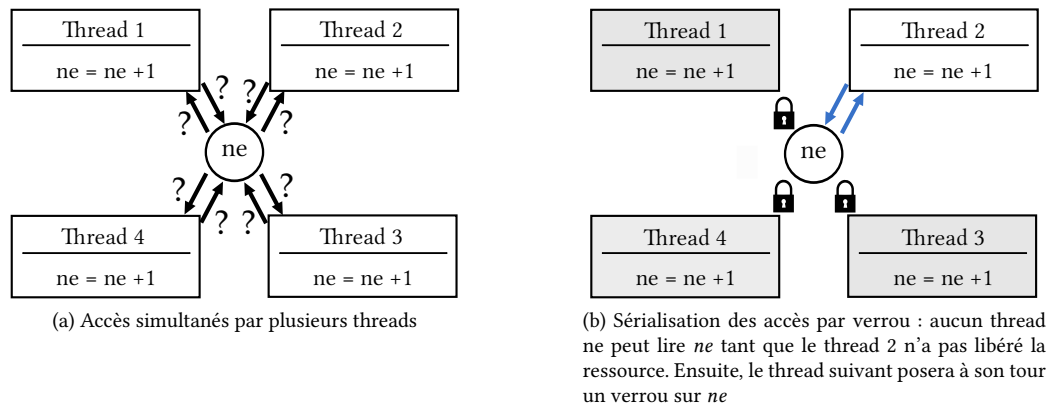 Thread 1
ne = ne +1
Thread 2
ne = ne +1
?
?
?
?
ne
?
?
?
?
Thread 4
ne = ne +1
Thread 3
ne = ne +1
(a) Accès simultanés par plusieurs threads
Thread 1
ne = ne +1
Thread 2
ne = ne +1
ne
Thread 4
ne = ne +1
Thread 3
ne = ne +1
(b) Sérialisation des accès par verrou : aucun thread
ne peut lire ne tant que le thread 2 n'a pas libéré la
ressource. Ensuite, le thread suivant posera à son tour
un verrou sur ne